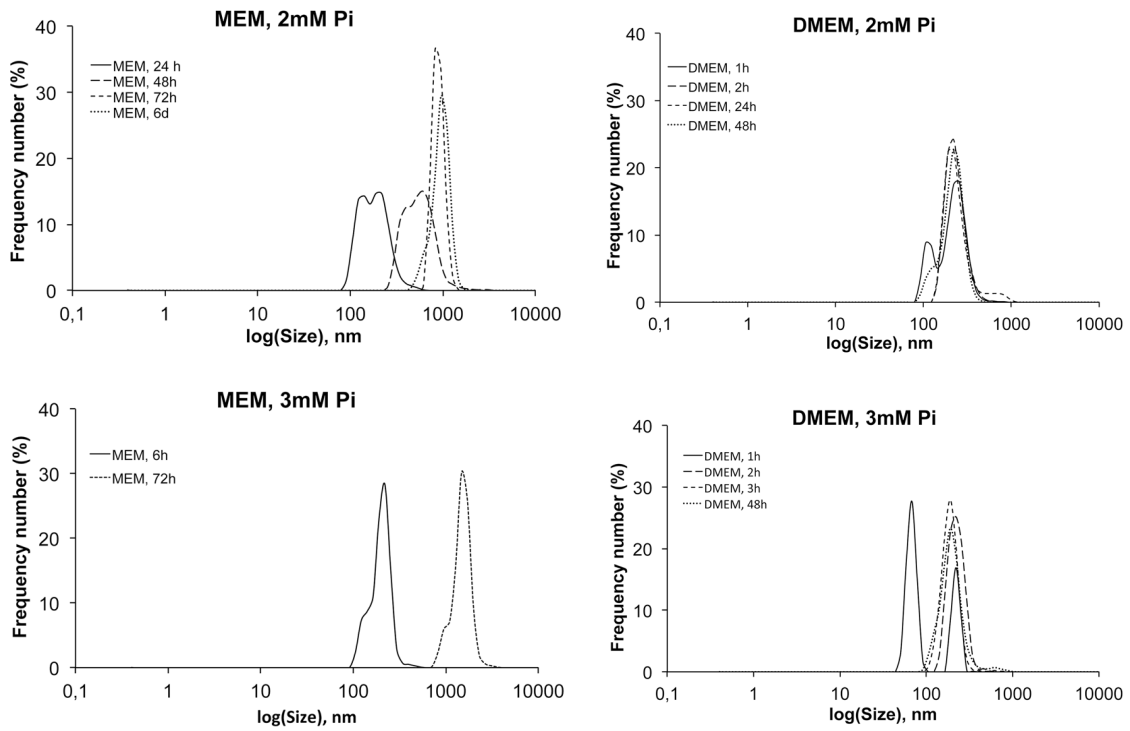 MEM, 2mM Pi
Frequency number (%)
40
30
20
10
0
MEM, 24 h
MEM, 48h
MEM, 72h
MEM, 6d
0,1 1 10 100 1000 10000
log(Size), nm
DMEM, 2mM Pi
Frequency number (%)
40
30
20
10
0
DMEM, 1h
DMEM, 2h
DMEM, 24h
DMEM, 48h
0,1 1 10 100 1000 10000
log(Size), nm
MEM, 3mM Pi
Frequency number (%)
40
30
20
10
0
MEM, 6h
MEM, 72h
0,1 1 10 100 1000 10000
log(Size), nm
DMEM, 3mM Pi
Frequency number (%)
40
30
20
10
0
DMEM, 1h
DMEM, 2h
DMEM, 3h
DMEM, 48h
0,1 1 10 100 1000 10000
log(Size), nm